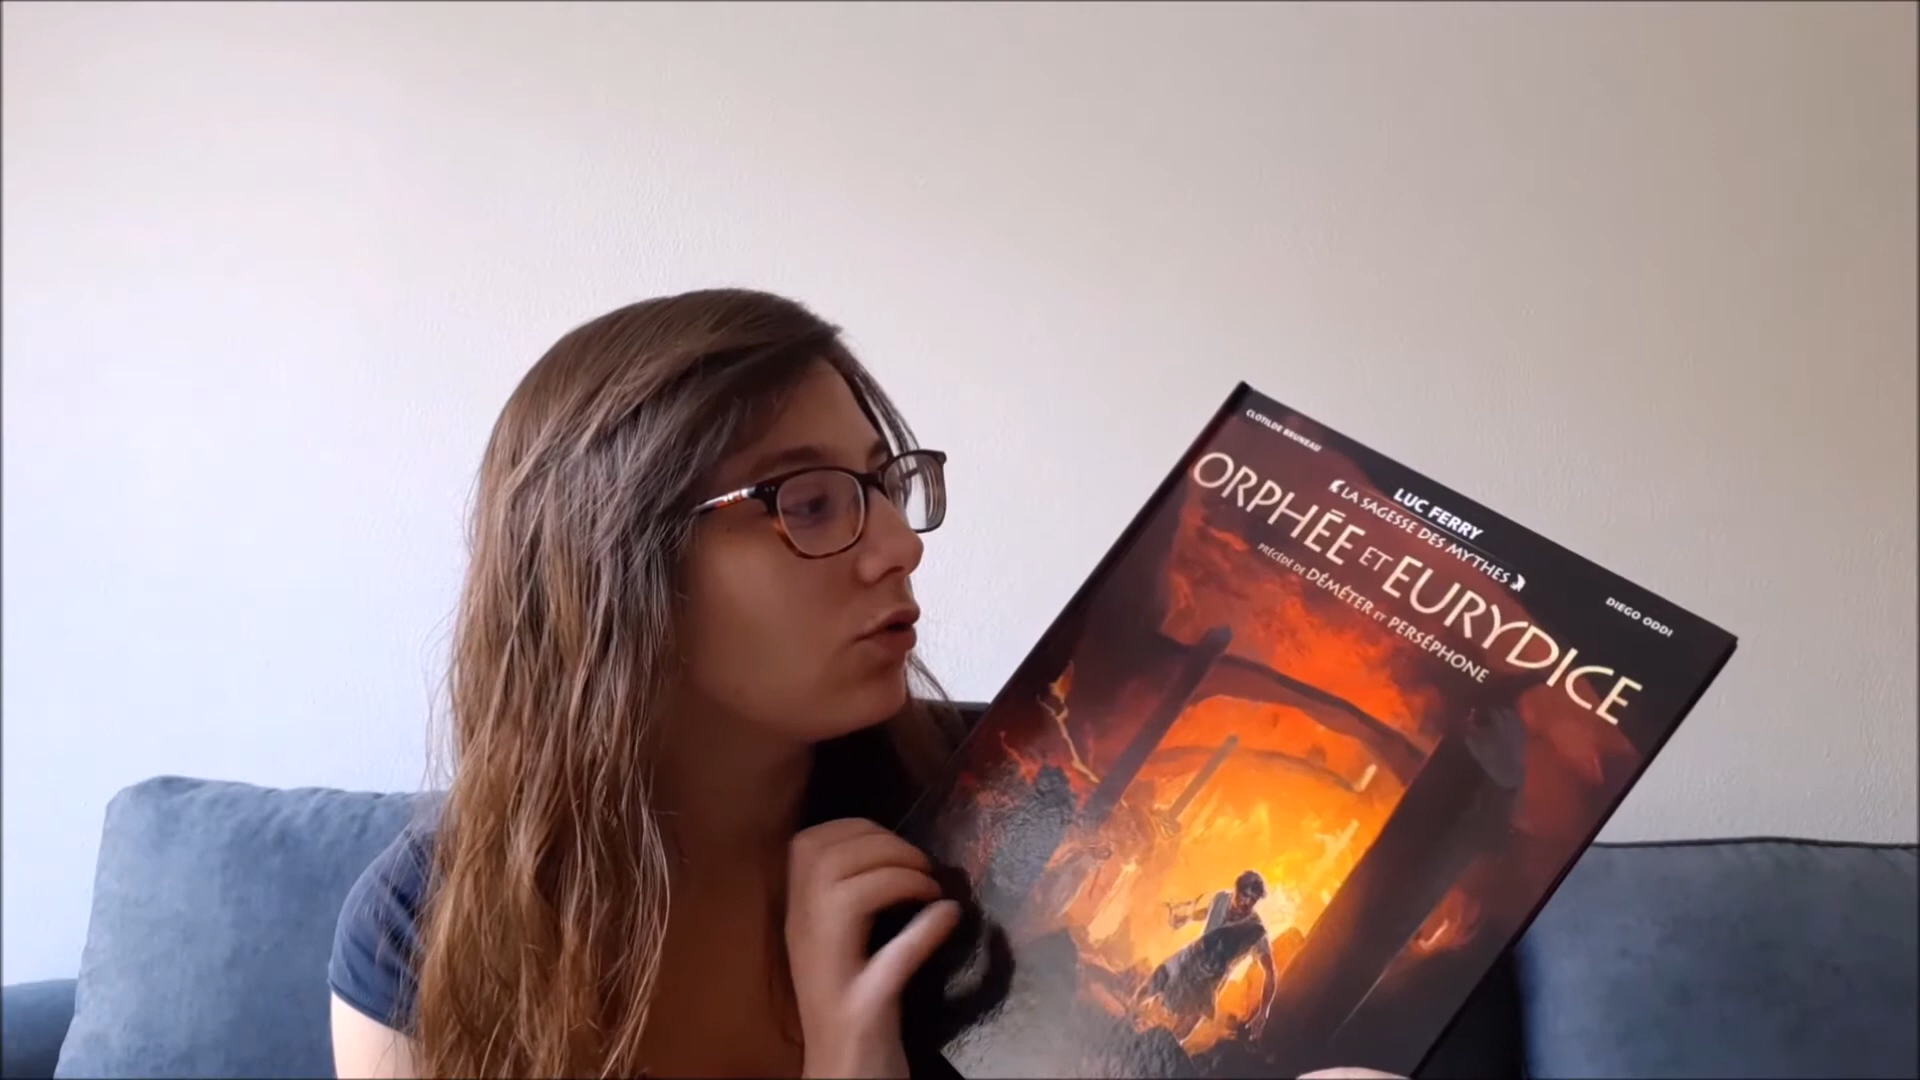 CLOTILDE BRUNEAU
LUC FERRY
LA SAGESSE DES MYTHES
DIEGO ODDI
ORPHÉE ET EURYDICE
PRÉCÉDÉ DE DÉMÉTER ET PERSÉPHONE